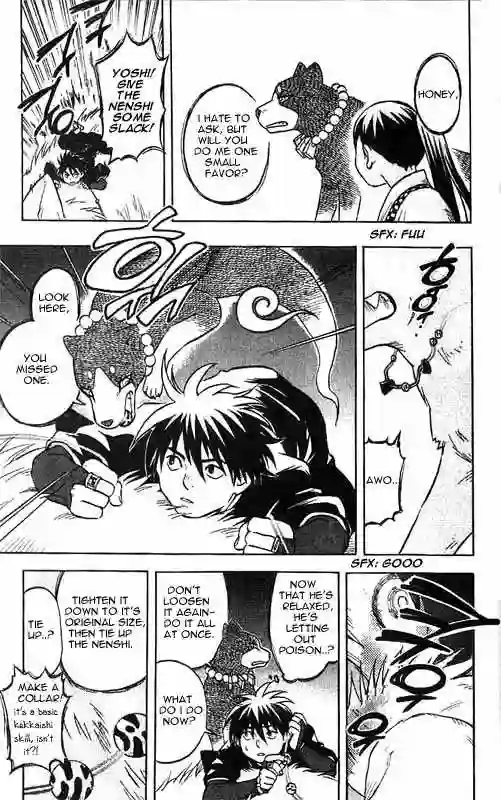 HONEY,
I HATE TO
ASK, BUT
WILL YOU
DO ME ONE
SMALL
FAVOR?
YOSHI!
GIVE
THE
NENSHI
SOME
SLACK!
SFX: FUU
AWO..
LOOK
HERE,
YOU
MISSED
ONE.
SFX: GOOO
NOW
THAT HE'S
RELAXED,
HE'S
LETTING
OUT
POISON..?
DON'T
LOOSEN
IT AGAIN-
DO IT ALL
AT ONCE.
WHAT
DO I DO
NOW?
TIGHTEN IT
DOWN TO IT'S
ORIGINAL SIZE,
THEN TIE UP
THE NENSHI.
TIE
UP..?
MAKE A
COLLAR!
it's a basic
kekkaishi
skill, isn't
it?!